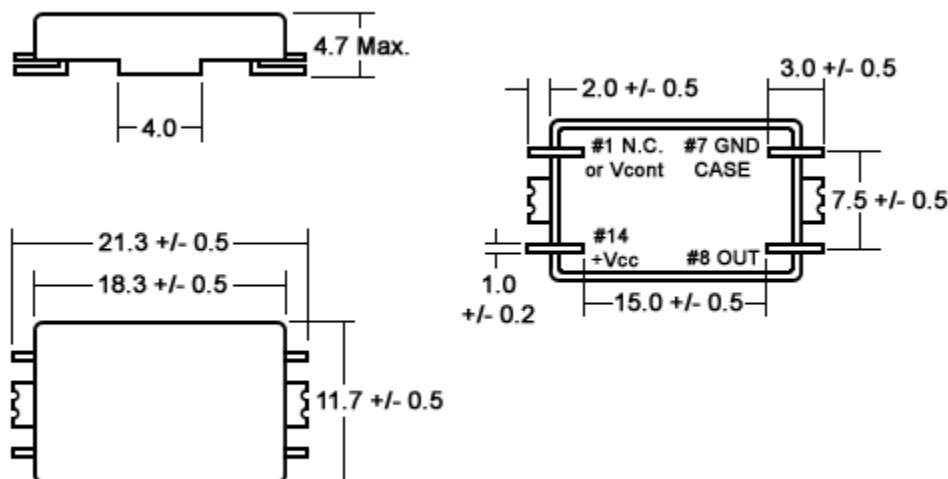 4.7 Max.
4.0
21.3 +/- 0.5
18.3 +/- 0.5
11.7 +/- 0.5
2.0 +/- 0.5
3.0 +/- 0.5
#1 N.C.
or Vcont
#7 GND
CASE
7.5 +/- 0.5
#14
+Vcc
#8 OUT
1.0
+/- 0.2
15.0 +/- 0.5